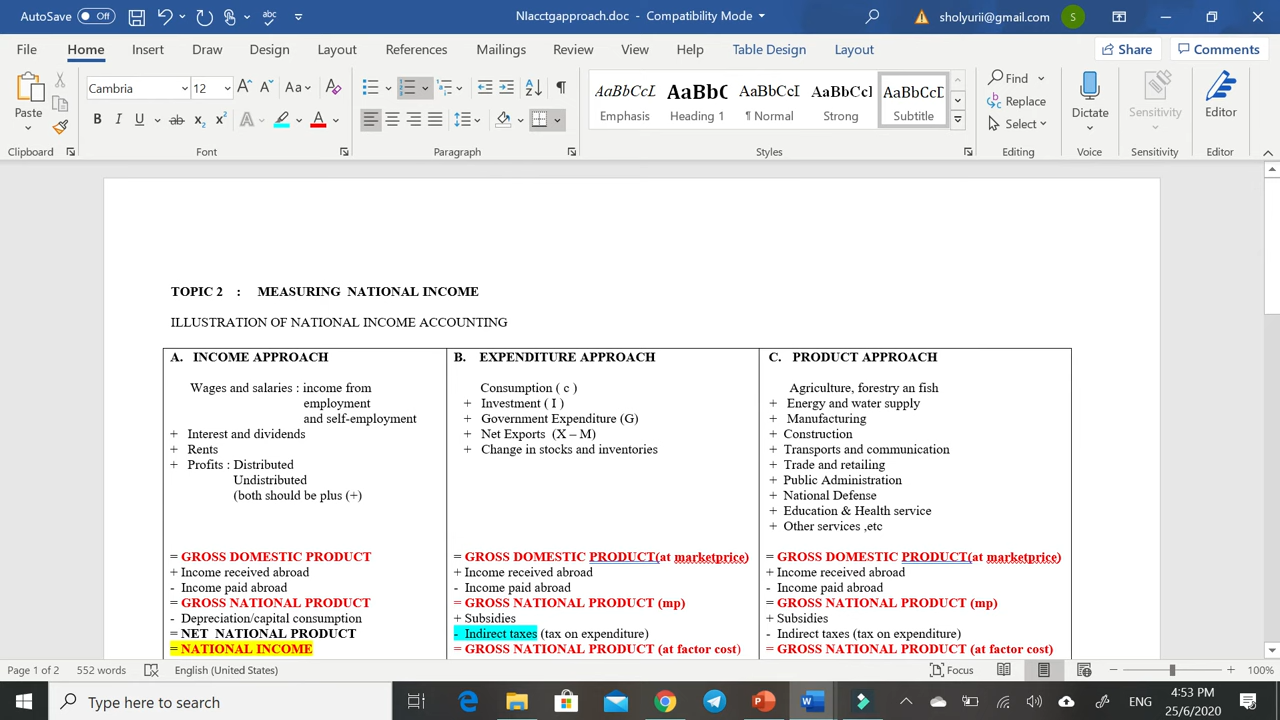 AutoSave Off
NIacctgapproach.doc - Compatibility Mode
sholyurii@gmail.com S
File Home Insert Draw Design Layout References Mailings Review View Help Table Design Layout
Share Comments
Paste
Cambria 12
Aa
B I U ab x₂ x² A A
AaBbCcL AaBbC AaBbCcI AaBbCcI AaBbCcD
Emphasis Heading 1 ¶ Normal Strong Subtitle
Find
Replace
Select
Dictate
Sensitivity
Editor
Clipboard Font Paragraph Styles Editing Voice Sensitivity Editor
TOPIC 2 : MEASURING NATIONAL INCOME
ILLUSTRATION OF NATIONAL INCOME ACCOUNTING
A. INCOME APPROACH
Wages and salaries : income from
employment
and self-employment
+ Interest and dividends
+ Rents
+ Profits : Distributed
Undistributed
(both should be plus (+)
= GROSS DOMESTIC PRODUCT
+ Income received abroad
- Income paid abroad
= GROSS NATIONAL PRODUCT
- Depreciation/capital consumption
= NET NATIONAL PRODUCT
= NATIONAL INCOME
B. EXPENDITURE APPROACH
Consumption ( c )
+ Investment ( I )
+ Government Expenditure (G)
+ Net Exports (X – M)
+ Change in stocks and inventories
= GROSS DOMESTIC PRODUCT(at marketprice)
+ Income received abroad
- Income paid abroad
= GROSS NATIONAL PRODUCT (mp)
+ Subsidies
- Indirect taxes (tax on expenditure)
= GROSS NATIONAL PRODUCT (at factor cost)
C. PRODUCT APPROACH
Agriculture, forestry an fish
+ Energy and water supply
+ Manufacturing
+ Construction
+ Transports and communication
+ Trade and retailing
+ Public Administration
+ National Defense
+ Education & Health service
+ Other services ,etc
= GROSS DOMESTIC PRODUCT(at marketprice)
+ Income received abroad
- Income paid abroad
= GROSS NATIONAL PRODUCT (mp)
+ Subsidies
- Indirect taxes (tax on expenditure)
= GROSS NATIONAL PRODUCT (at factor cost)
Page 1 of 2 552 words English (United States)
Focus 100%
Type here to search
ENG
4:53 PM
25/6/2020